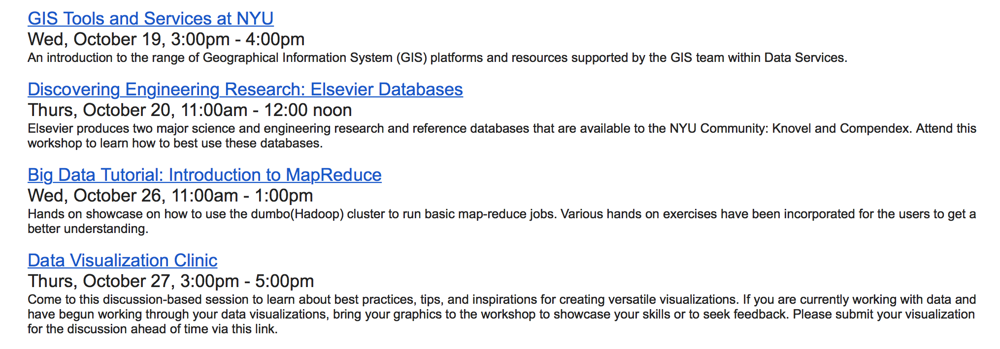 GIS Tools and Services at NYU
Wed, October 19, 3:00pm - 4:00pm
An introduction to the range of Geographical Information System (GIS) platforms and resources supported by the GIS team within Data Services.
Discovering Engineering Research: Elsevier Databases
Thurs, October 20, 11:00am - 12:00 noon
Elsevier produces two major science and engineering research and reference databases that are available to the NYU Community: Knovel and Compendex. Attend this
workshop to learn how to best use these databases.
Big Data Tutorial: Introduction to MapReduce
Wed, October 26, 11:00am - 1:00pm
Hands on showcase on how to use the dumbo(Hadoop) cluster to run basic map-reduce jobs. Various hands on exercises have been incorporated for the users to get a
better understanding.
Data Visualization Clinic
Thurs, October 27, 3:00pm - 5:00pm
Come to this discussion-based session to learn about best practices, tips, and inspirations for creating versatile visualizations. If you are currently working with data and
have begun working through your data visualizations, bring your graphics to the workshop to showcase your skills or to seek feedback. Please submit your visualization
for the discussion ahead of time via this link.